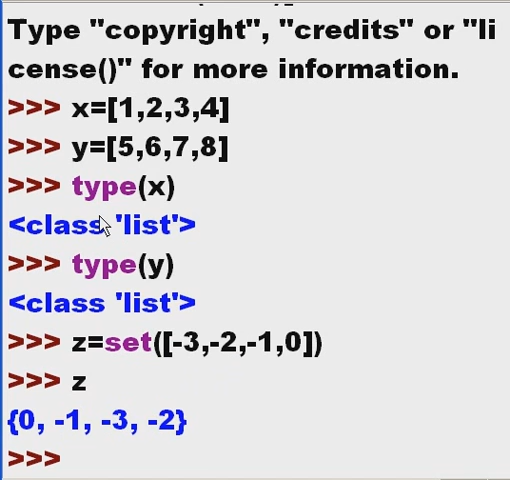 Type "copyright", "credits" or "li
cense()" for more information.
>>> x=[1,2,3,4]
>>> y=[5,6,7,8]
>>> type(x)
<class 'list'>
>>> type(y)
<class 'list'>
>>> z=set([-3,-2,-1,0])
>>> z
{0, -1, -3, -2}
>>>